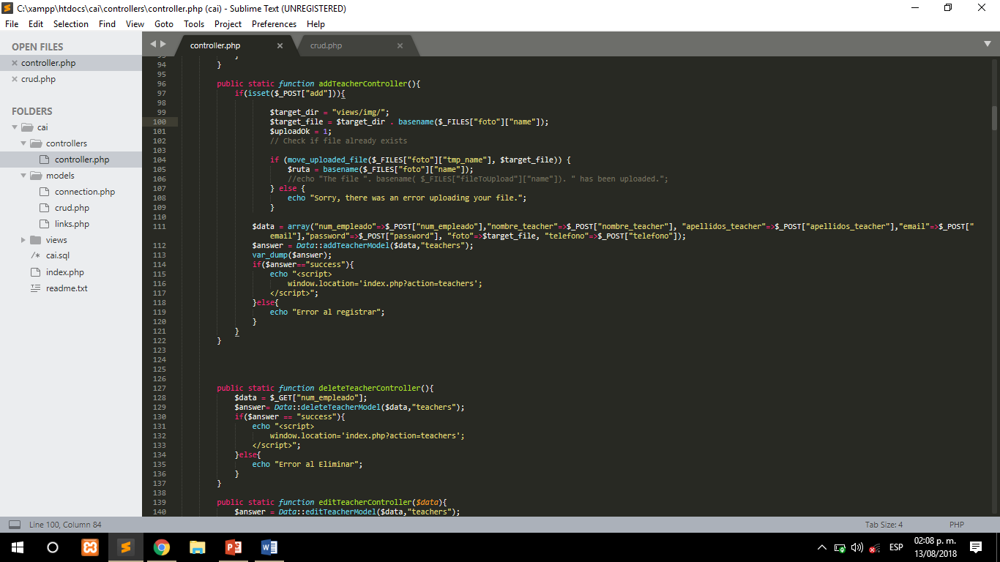 C:\xampp\htdocs\cai\controllers\controller.php (cai) - Sublime Text (UNREGISTERED)
File Edit Selection Find View Goto Tools Project Preferences Help
OPEN FILES
controller.php
crud.php
FOLDERS
cai
controllers
controller.php
models
connection.php
crud.php
links.php
views
/* cai.sql
index.php
readme.txt
controller.php crud.php
93 }
94 }
95
96 public static function addTeacherController(){
97 if(isset($_POST["add"])){
98
99 $target_dir = "views/img/";
100 $target_file = $target_dir . basename($_FILES["foto"]["name"]);
101 $uploadOk = 1;
102 // Check if file already exists
103
104 if (move_uploaded_file($_FILES["foto"]["tmp_name"], $target_file)) {
105 $ruta = basename($_FILES["foto"]["name"]);
106 //echo "The file ". basename( $_FILES["fileToUpload"]["name"]). " has been uploaded.";
107 } else {
108 echo "Sorry, there was an error uploading your file.";
109 }
110
111 $data = array("num_empleado"=>$_POST["num_empleado"],"nombre_teacher"=>$_POST["nombre_teacher"], "apellidos_teacher"=>$_POST["apellidos_teacher"],"email"=>$_POST["
email"],"password"=>$_POST["password"], "foto"=>$target_file, "telefono"=>$_POST["telefono"]);
112 $answer = Data::addTeacherModel($data,"teachers");
113 var_dump($answer);
114 if($answer=="success"){
115 echo "<script>
116 window.location='index.php?action=teachers';
117 </script>";
118 }else{
119 echo "Error al registrar";
120 }
121 }
122 }
123
124
125
126
127 public static function deleteTeacherController(){
128 $data = $_GET["num_empleado"];
129 $answer= Data::deleteTeacherModel($data,"teachers");
130 if($answer == "success"){
131 echo "<script>
132 window.location='index.php?action=teachers';
133 </script>";
134 }else{
135 echo "Error al Eliminar";
136 }
137 }
138
139 public static function editTeacherController($data){
140 $answer = Data::editTeacherModel($data,"teachers");
Line 100, Column 84 Tab Size: 4 PHP
ESP
02:08 p. m.
13/08/2018